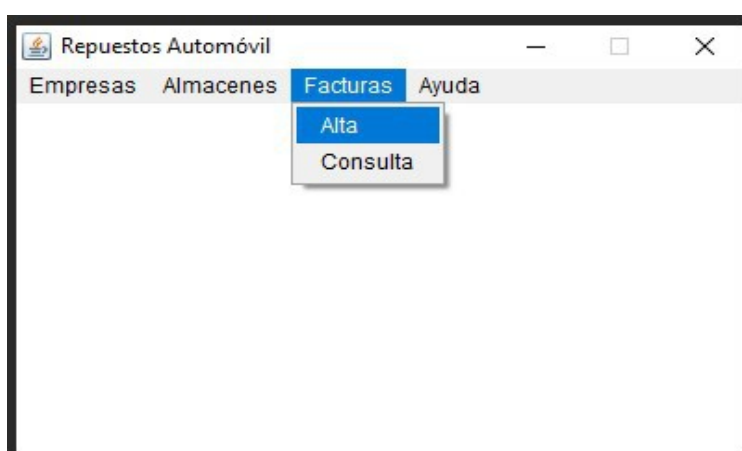 Repuestos Automóvil
Empresas Almacenes Facturas Ayuda
Alta
Consulta